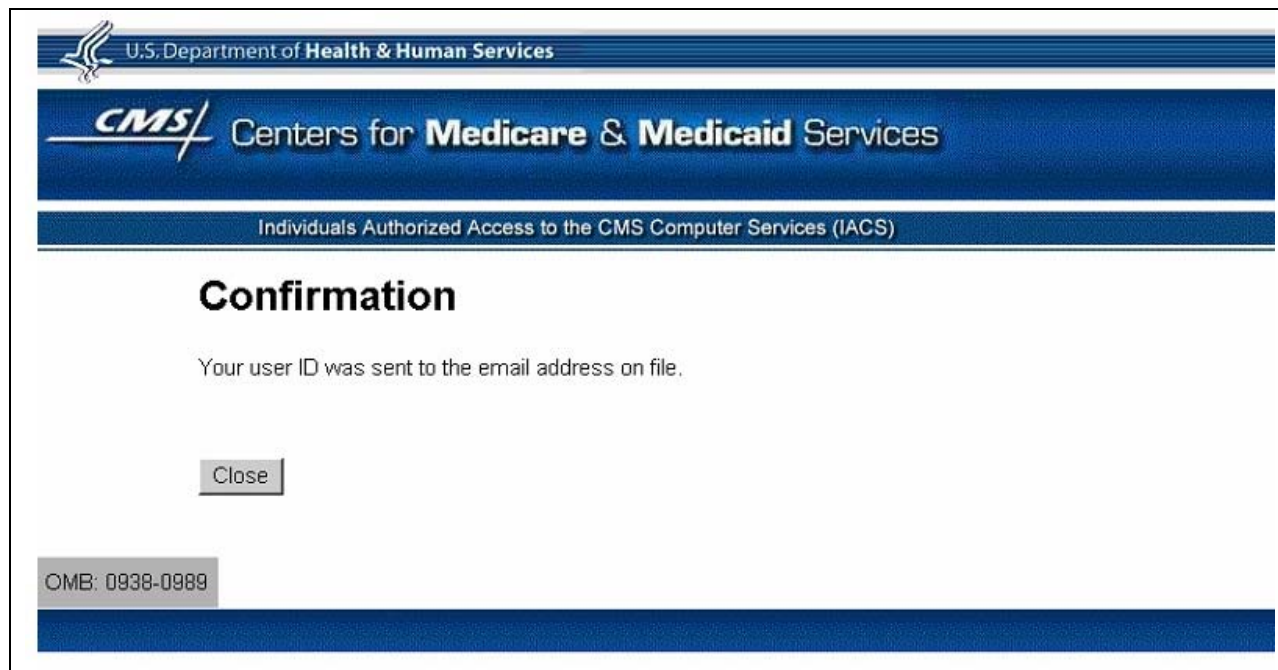 U.S. Department of Health & Human Services
CMS Centers for Medicare & Medicaid Services
Individuals Authorized Access to the CMS Computer Services (IACS)
Confirmation
Your user ID was sent to the email address on file.
Close
OMB: 0938-0989